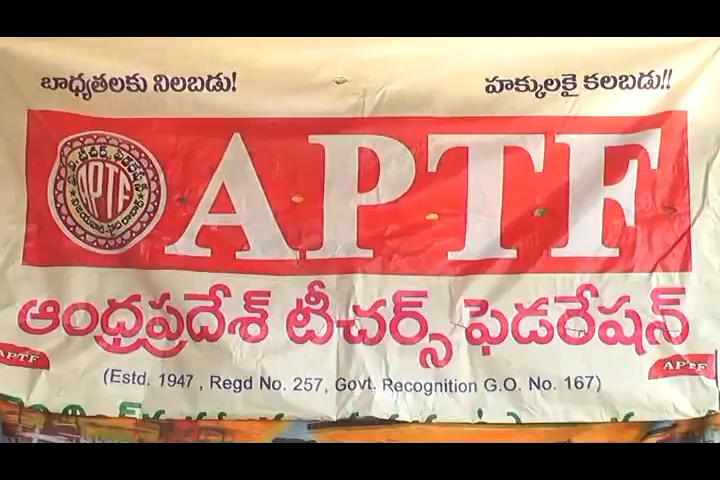 బాధ్యతలకు నిలబడు! హక్కులకై కలబడు!!
APTF
APTF
ఆంధ్రప్రదేశ్ టీచర్స్ ఫెడరేషన్
APTF APTF
(Estd. 1947 , Regd No. 257, Govt. Recognition G.O. No. 167)